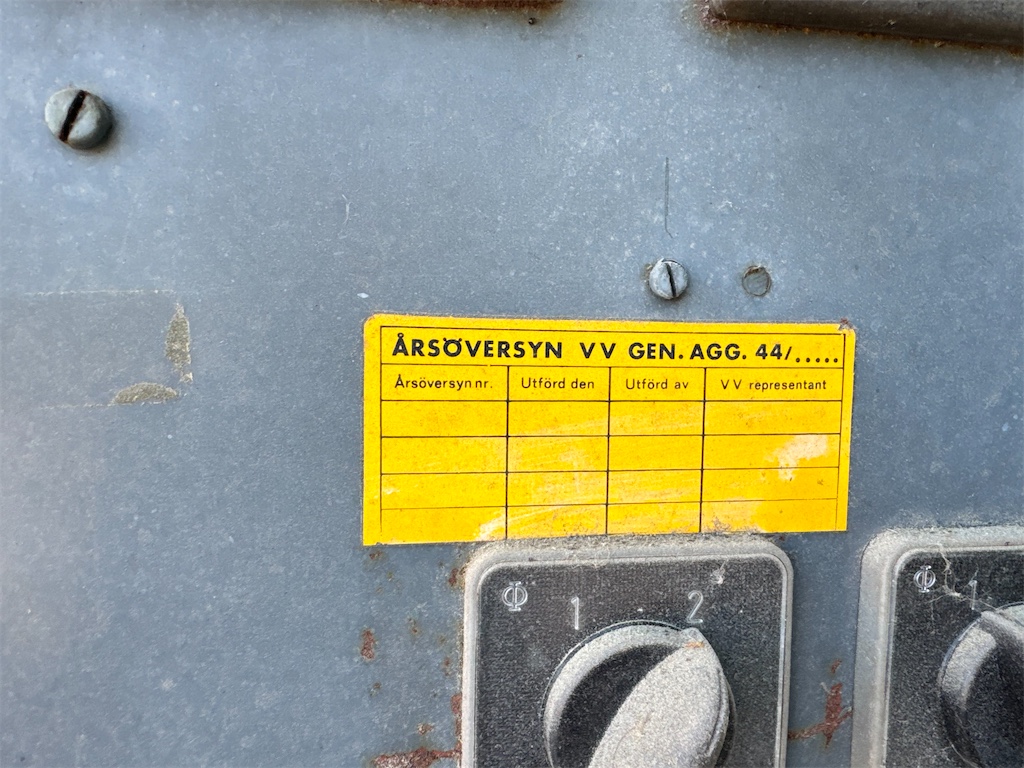 ÅRSÖVERSYN VV GEN. AGG. 44/.....
Årsöversyn nr. Utförd den Utförd av VV representant
1 2
1